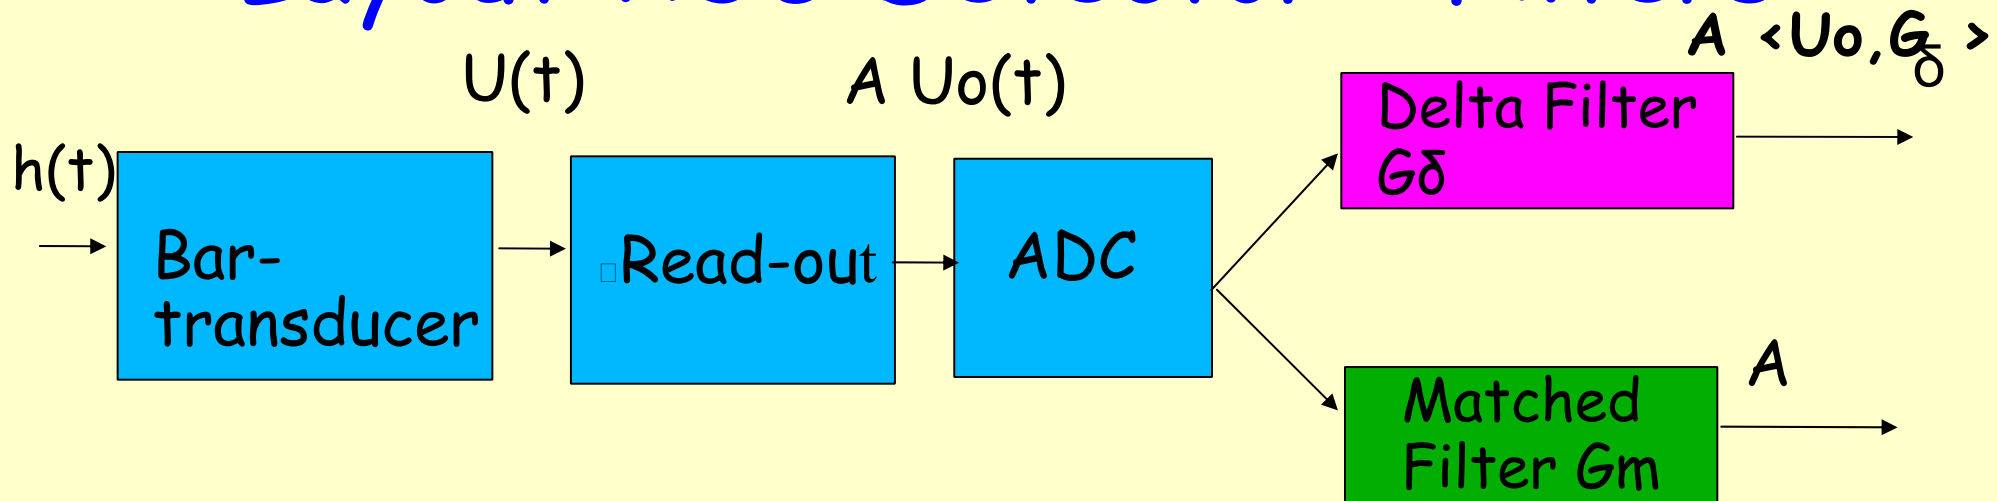 U(t)
A Uo(t)
A <Uo,Gδ >
h(t)
Bar-
transducer
Read-out
ADC
Delta Filter
Gδ
A
Matched
Filter Gm